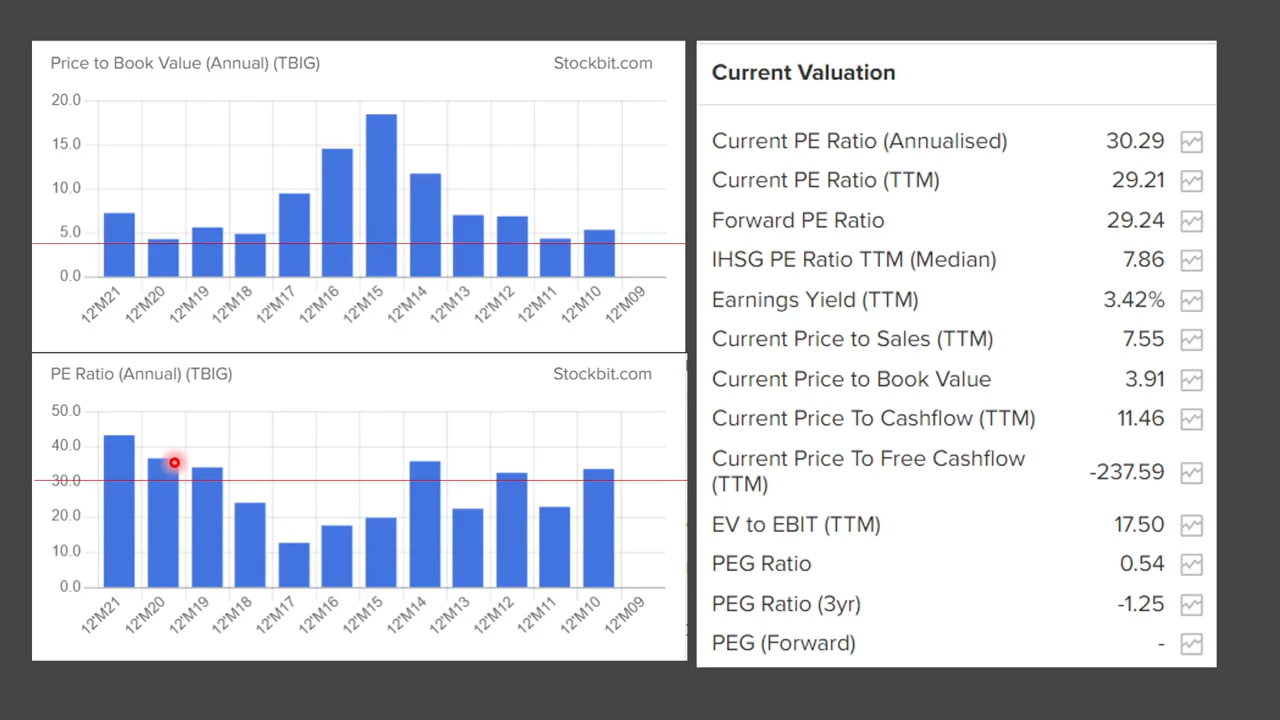 Price to Book Value (Annual) (TBIG)
Stockbit.com
20.0
15.0
10.0
5.0
0.0
12'M21
12'M20
12'M19
12'M18
12'M17
12'M16
12'M15
12'M14
12'M13
12'M12
12'M11
12'M10
12'M09
PE Ratio (Annual) (TBIG)
Stockbit.com
50.0
40.0
30.0
20.0
10.0
0.0
12'M21
12'M20
12'M19
12'M18
12'M17
12'M16
12'M15
12'M14
12'M13
12'M12
12'M11
12'M10
12'M09
Current Valuation
Current PE Ratio (Annualised) 30.29
Current PE Ratio (TTM) 29.21
Forward PE Ratio 29.24
IHSG PE Ratio TTM (Median) 7.86
Earnings Yield (TTM) 3.42%
Current Price to Sales (TTM) 7.55
Current Price to Book Value 3.91
Current Price To Cashflow (TTM) 11.46
Current Price To Free Cashflow
(TTM) -237.59
EV to EBIT (TTM) 17.50
PEG Ratio 0.54
PEG Ratio (3yr) -1.25
PEG (Forward) -